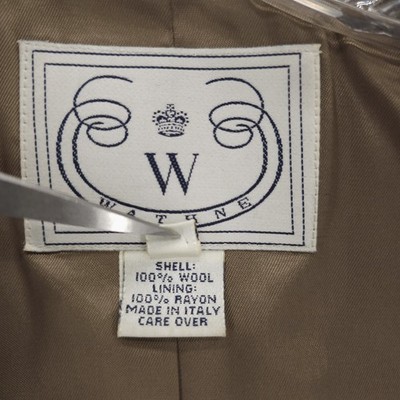 W
WATHNE
SHELL:
100% WOOL
LINING:
100% RAYON
MADE IN ITALY
CARE OVER